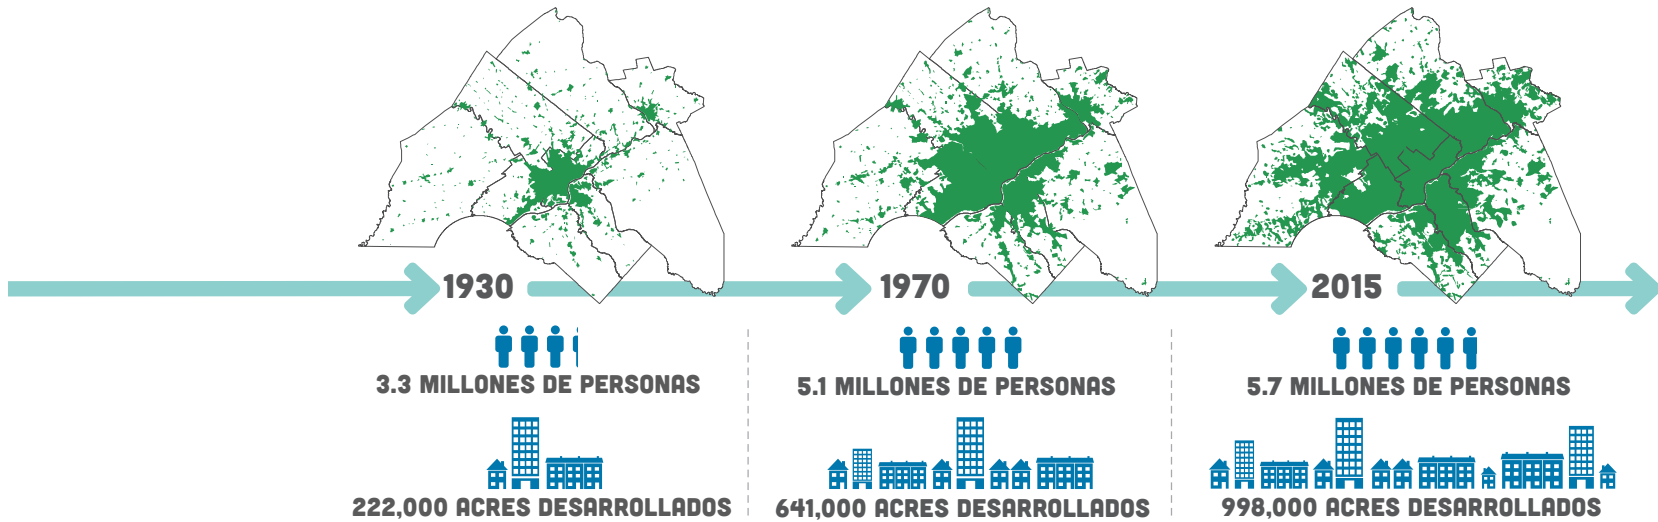 1930
1970
2015
3.3 MILLONES DE PERSONAS
5.1 MILLONES DE PERSONAS
5.7 MILLONES DE PERSONAS
222,000 ACRES DESARROLLADOS
641,000 ACRES DESARROLLADOS
998,000 ACRES DESARROLLADOS